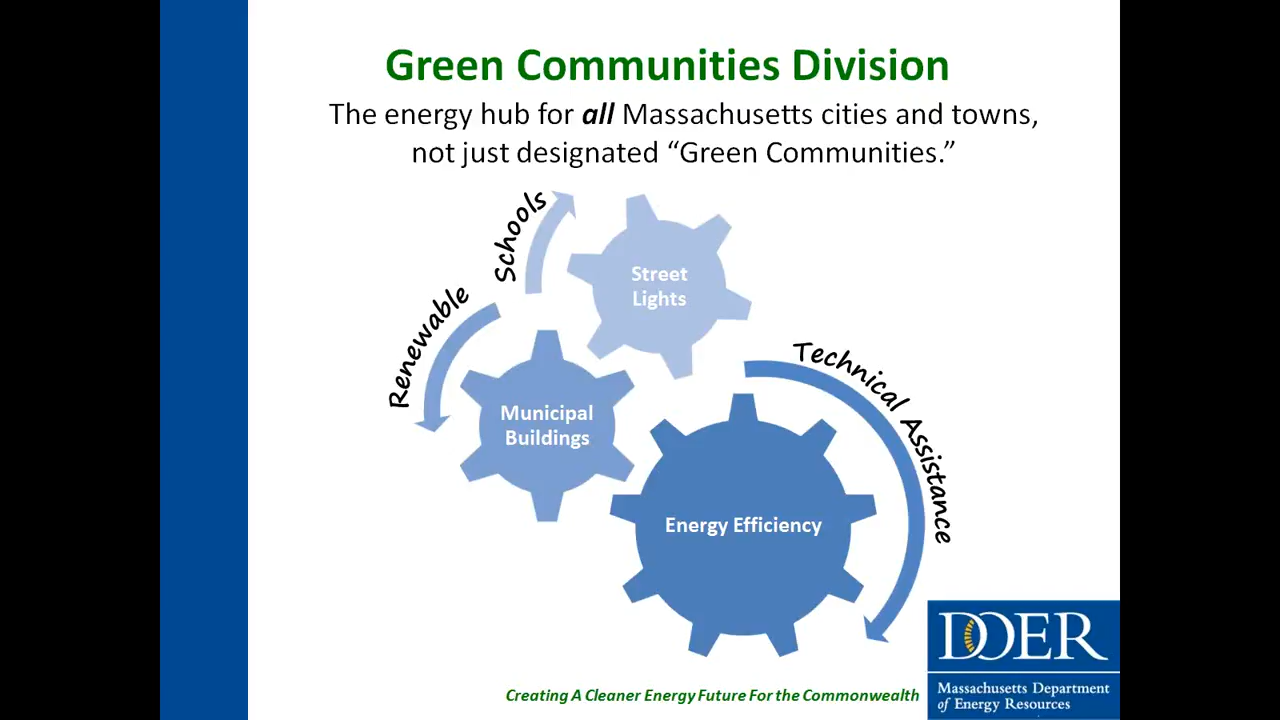 Green Communities Division
The energy hub for all Massachusetts cities and towns,
not just designated “Green Communities.”
Schools
Street
Lights
Renewable
Technical Assistance
Municipal
Buildings
Energy Efficiency
DOER
Massachusetts Department
of Energy Resources
Creating A Cleaner Energy Future For the Commonwealth